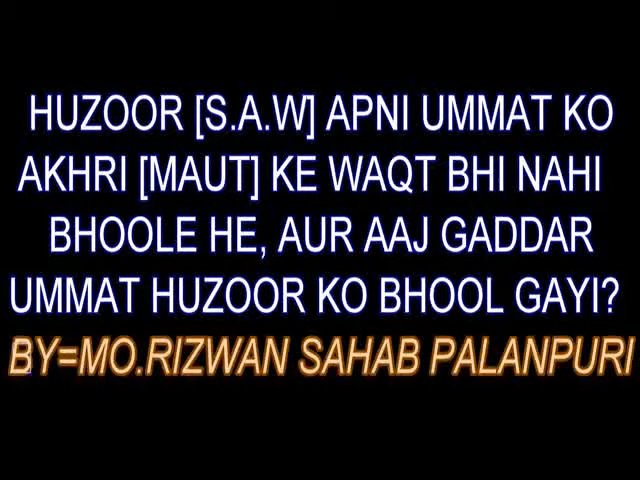 HUZOOR [S.A.W] APNI UMMAT KO
AKHRI [MAUT] KE WAQT BHI NAHI
BHOOLE HE, AUR AAJ GADDAR
UMMAT HUZOOR KO BHOOL GAYI?
BY=MO.RIZWAN SAHAB PALANPURI